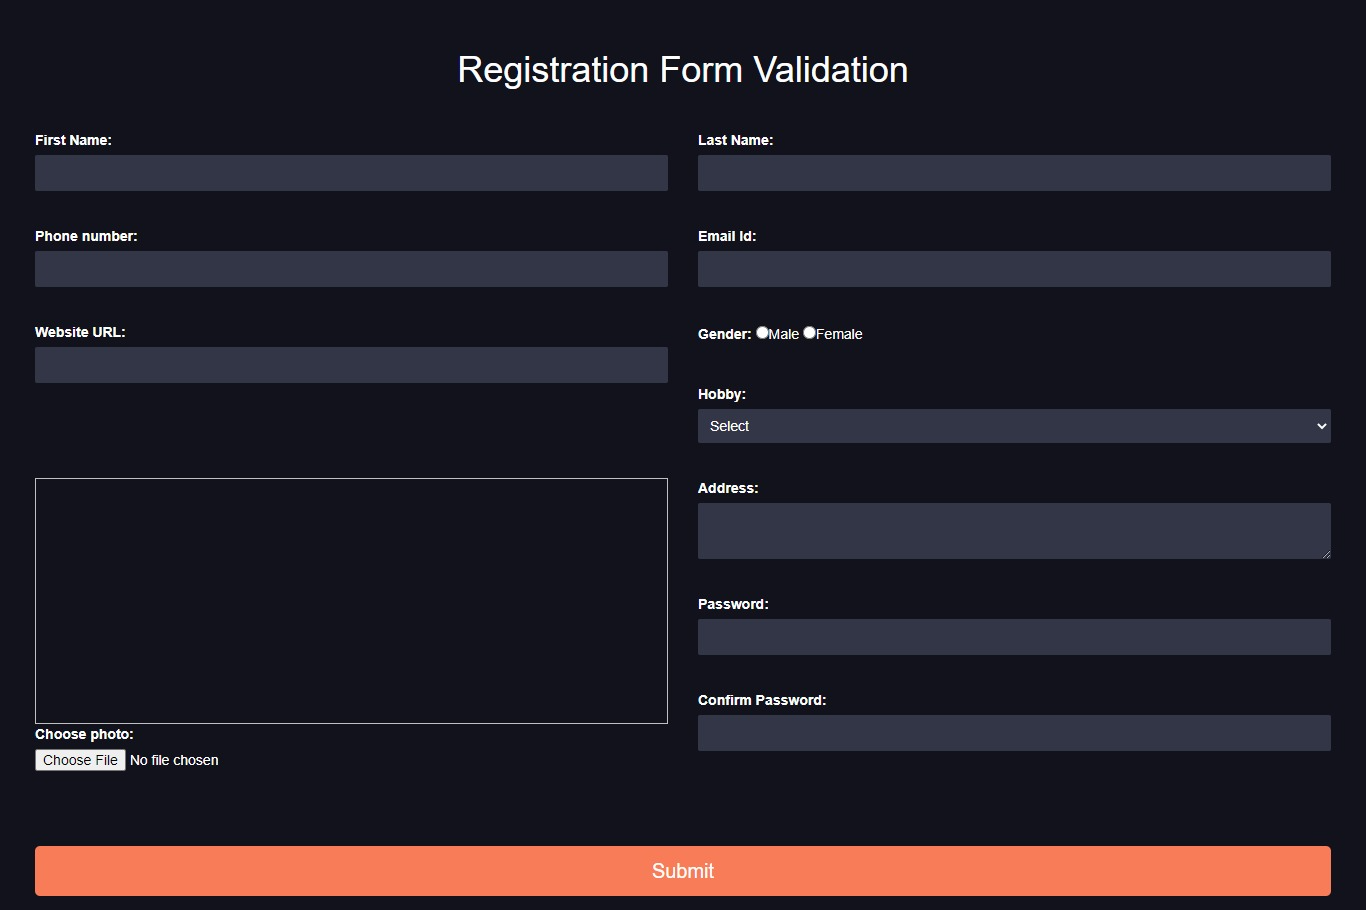 Registration Form Validation
First Name:
Last Name:
Phone number:
Email Id:
Website URL:
Gender: Male Female
Hobby:
Select
Address:
Password:
Confirm Password:
Choose photo:
Choose File No file chosen
Submit